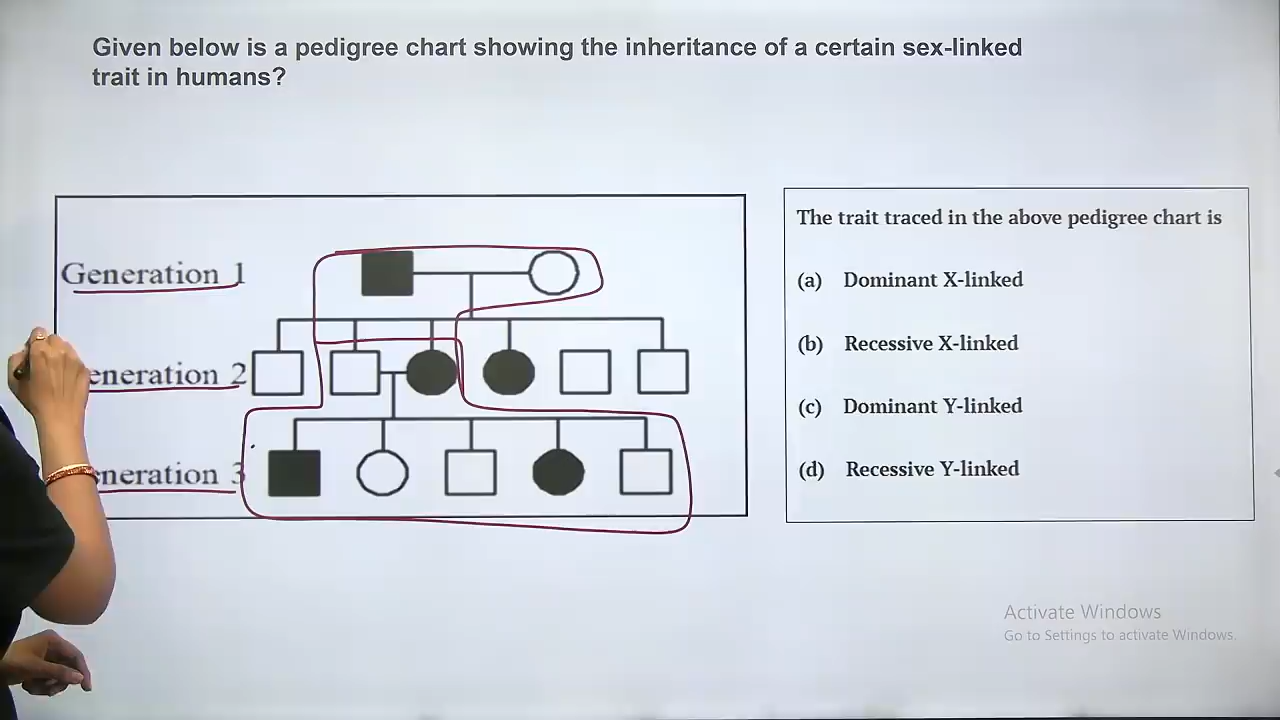 Given below is a pedigree chart showing the inheritance of a certain sex-linked
trait in humans?
The trait traced in the above pedigree chart is
Generation 1
(a) Dominant X-linked
(b) Recessive X-linked
eneration 2
(c) Dominant Y-linked
neration 3
(d) Recessive Y-linked
Activate Windows
Go to Settings to activate Windows.